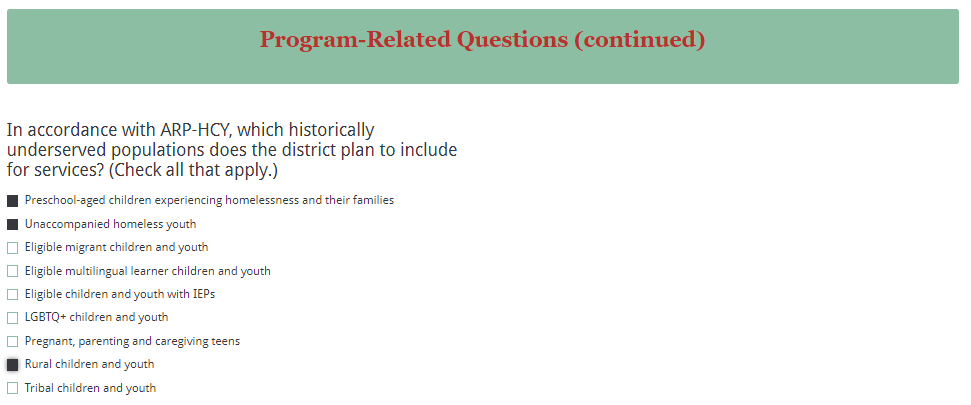 Program-Related Questions (continued)
In accordance with ARP-HCY, which historically
underserved populations does the district plan to include
for services? (Check all that apply.)
Preschool-aged children experiencing homelessness and their families
Unaccompanied homeless youth
Eligible migrant children and youth
Eligible multilingual learner children and youth
Eligible children and youth with IEPs
LGBTQ+ children and youth
Pregnant, parenting and caregiving teens
Rural children and youth
Tribal children and youth